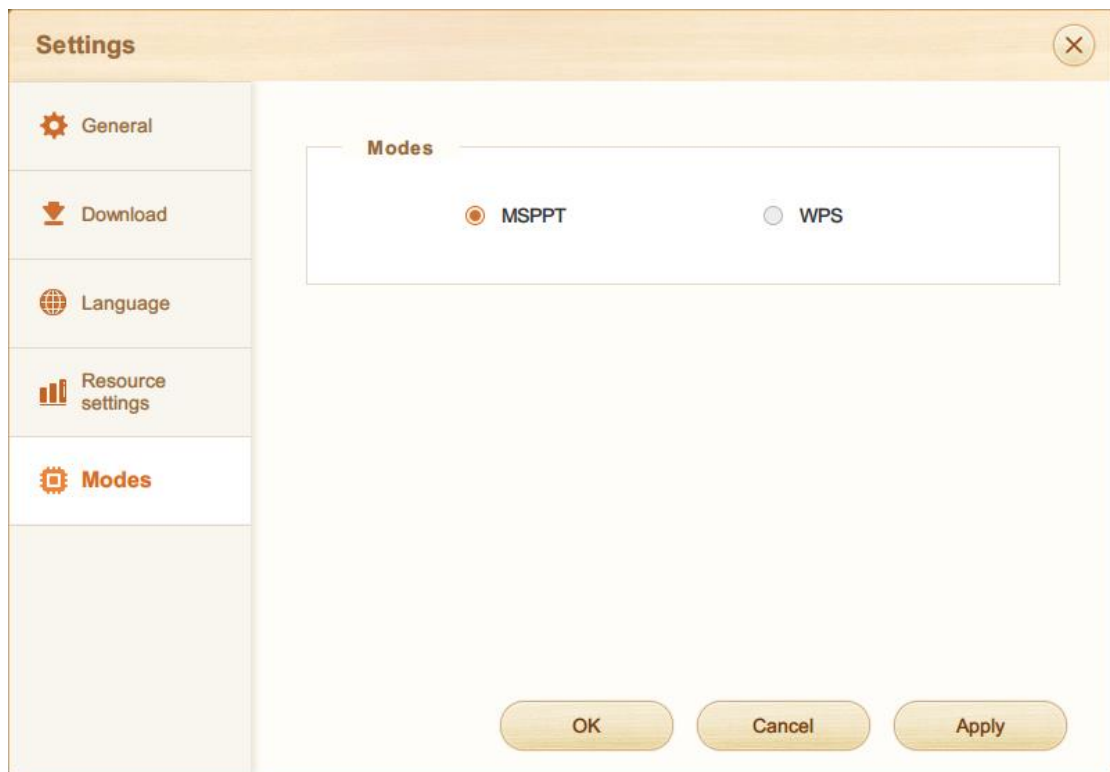 Settings
General
Download
Language
Resource
settings
Modes
Modes
MSPPT
WPS
OK
Cancel
Apply